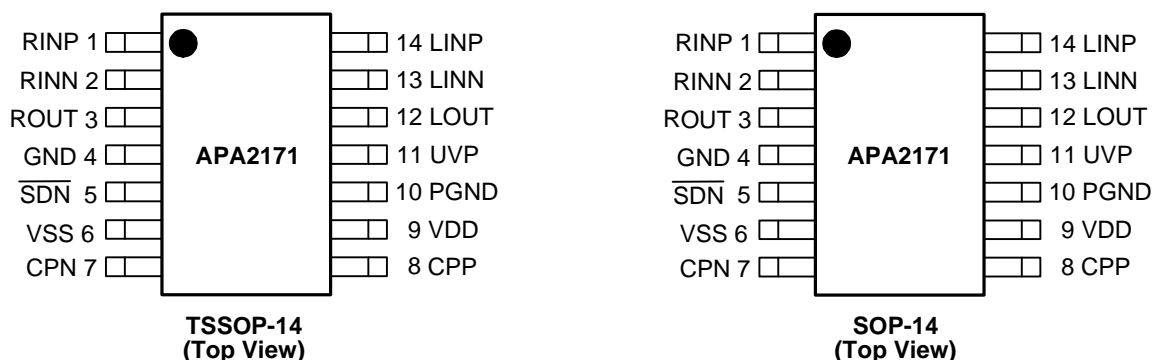 RINP 1
RINN 2
ROUT 3
GND 4
SDN 5
VSS 6
CPN 7
APA2171
14 LINP
13 LINN
12 LOUT
11 UVP
10 PGND
9 VDD
8 CPP
TSSOP-14
(Top View)
RINP 1
RINN 2
ROUT 3
GND 4
SDN 5
VSS 6
CPN 7
APA2171
14 LINP
13 LINN
12 LOUT
11 UVP
10 PGND
9 VDD
8 CPP
SOP-14
(Top View)